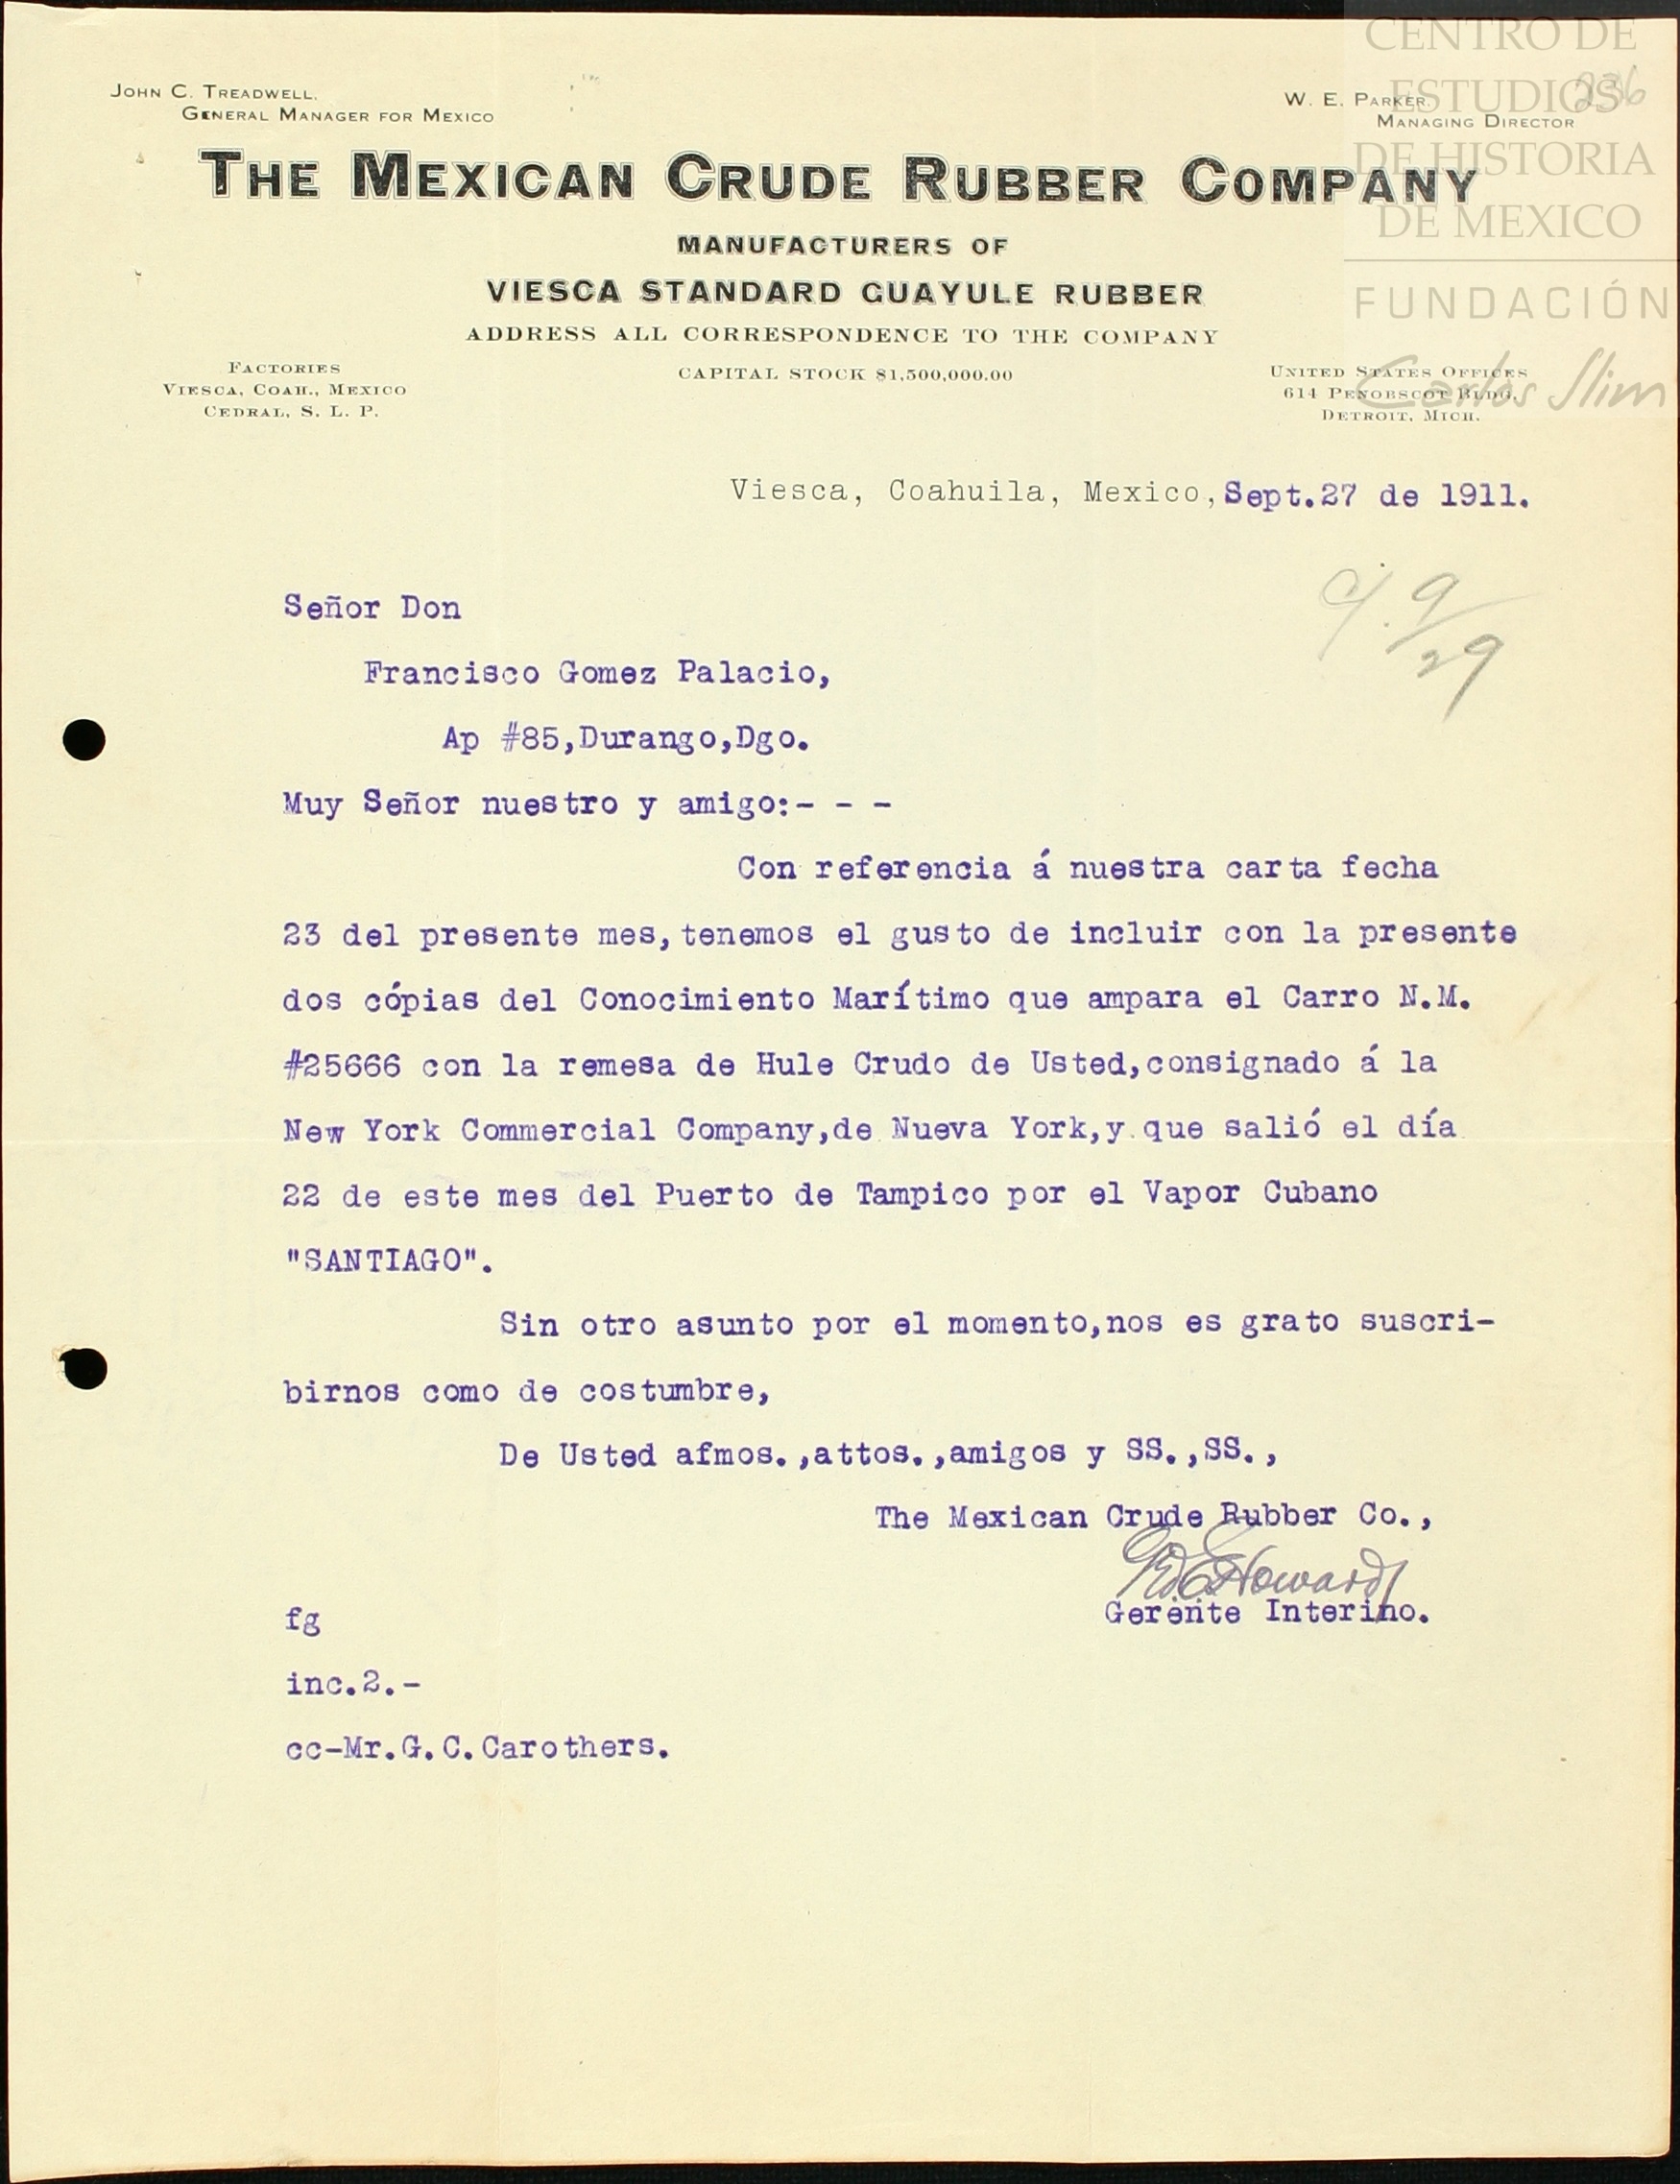 John C. Treadwell,
General Manager for Mexico
W. E. Parker,
Managing Director
236
The Mexican Crude Rubber Company
MANUFACTURERS OF
VIESCA STANDARD GUAYULE RUBBER
ADDRESS ALL CORRESPONDENCE TO THE COMPANY
CAPITAL STOCK $1,500,000.00
Factories
Viesca, Coah., Mexico
Cedral, S. L. P.
United States Offices
614 Penobscot Bldg.
Detroit, Mich.
CENTRO DE
ESTUDIOS
DE HISTORIA
DE MEXICO
FUNDACIÓN
Carlos Slim
Viesca, Coahuila, Mexico, Sept.27 de 1911.
9/29
Señor Don
Francisco Gomez Palacio,
Ap #85,Durango,Dgo.
Muy Señor nuestro y amigo:- - -
Con referencia á nuestra carta fecha
23 del presente mes,tenemos el gusto de incluir con la presente
dos cópias del Conocimiento Marítimo que ampara el Carro N.M.
#25666 con la remesa de Hule Crudo de Usted,consignado á la
New York Commercial Company,de Nueva York,y que salió el día
22 de este mes del Puerto de Tampico por el Vapor Cubano
"SANTIAGO".
Sin otro asunto por el momento,nos es grato suscri-
birnos como de costumbre,
De Usted afmos.,attos.,amigos y SS.,SS.,
The Mexican Crude Rubber Co.,
Howard
Gerente Interino.
fg
inc.2.-
cc-Mr.G.C.Carothers.